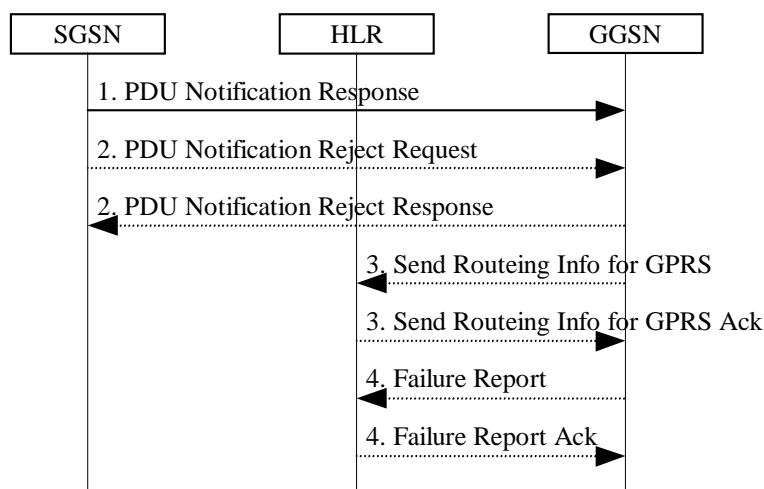 SGSN HLR GGSN
1. PDU Notification Response
2. PDU Notification Reject Request
2. PDU Notification Reject Response
3. Send Routeing Info for GPRS
3. Send Routeing Info for GPRS Ack
4. Failure Report
4. Failure Report Ack